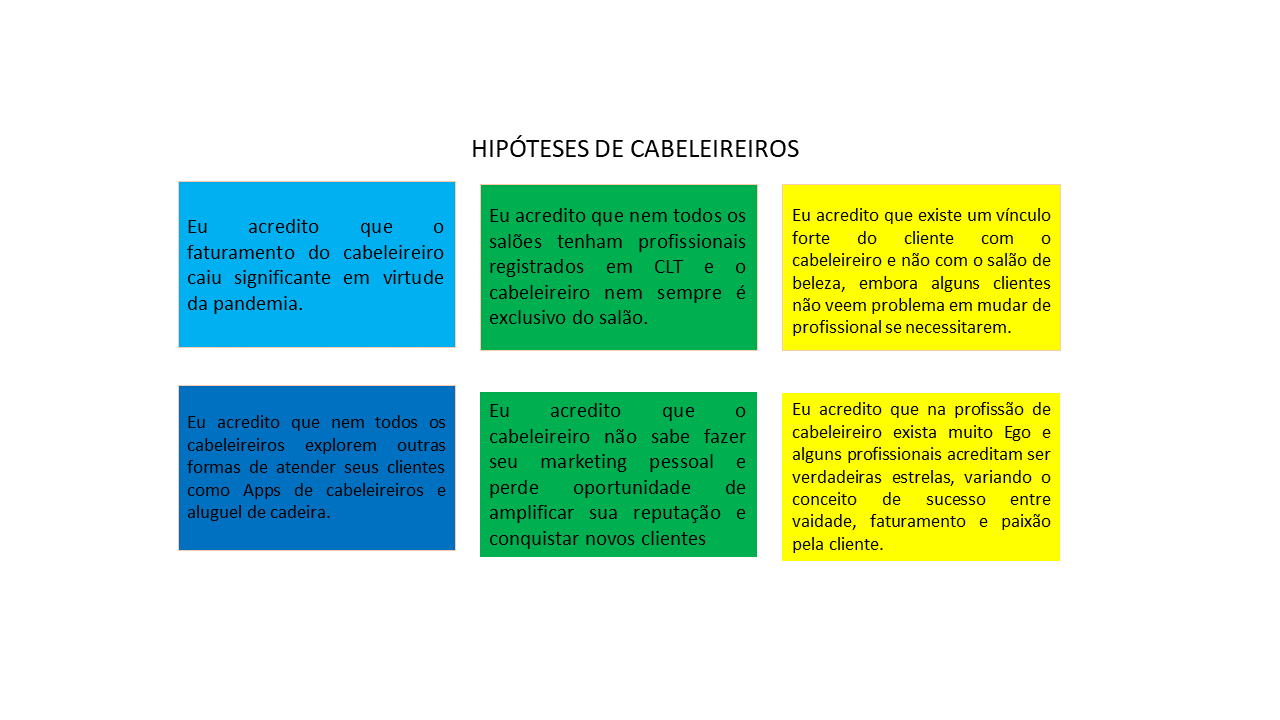 HIPÓTESES DE CABELEIREIROS
Eu acredito que o
faturamento do cabeleireiro
caiu significante em virtude
da pandemia.
Eu acredito que nem todos os
salões tenham profissionais
registrados em CLT e o
cabeleireiro nem sempre é
exclusivo do salão.
Eu acredito que existe um vínculo
forte do cliente com o
cabeleireiro e não com o salão de
beleza, embora alguns clientes
não veem problema em mudar de
profissional se necessitarem.
Eu acredito que nem todos os
cabeleireiros explorem outras
formas de atender seus clientes
como Apps de cabeleireiros e
aluguel de cadeira.
Eu acredito que o
cabeleireiro não sabe fazer
seu marketing pessoal e
perde oportunidade de
amplificar sua reputação e
conquistar novos clientes
Eu acredito que na profissão de
cabeleireiro exista muito Ego e
alguns profissionais acreditam ser
verdadeiras estrelas, variando o
conceito de sucesso entre
vaidade, faturamento e paixão
pela cliente.